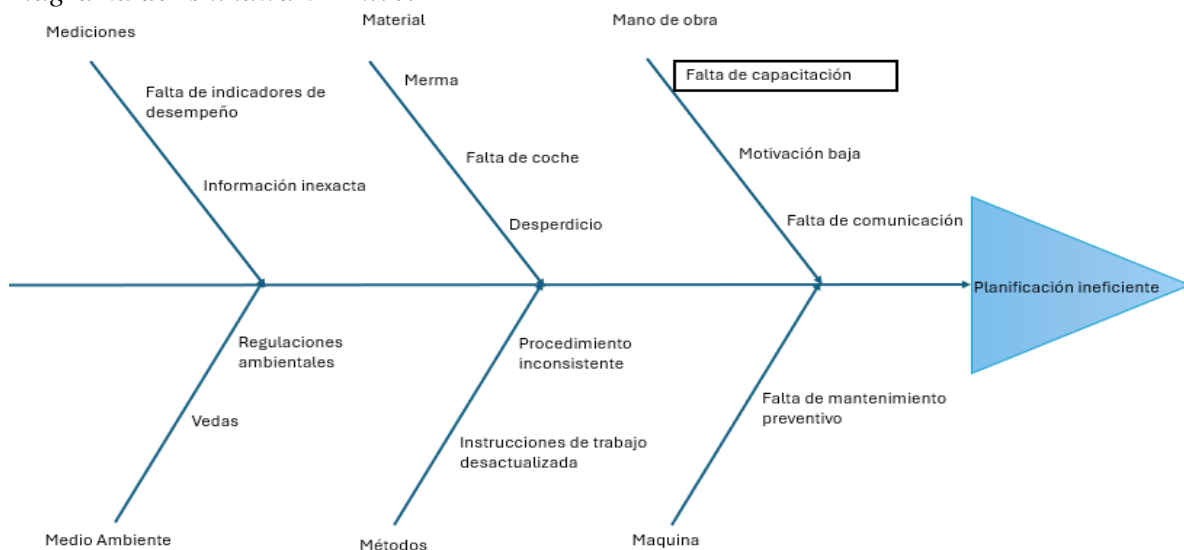 Mediciones
Material
Mano de obra
Falta de indicadores de
desempeño
Información inexacta
Merma
Falta de coche
Desperdicio
Falta de capacitación
Motivación baja
Falta de comunicación
Planificación ineficiente
Regulaciones
ambientales
Vedas
Procedimiento
inconsistente
Instrucciones de trabajo
desactualizada
Falta de mantenimiento
preventivo
Medio Ambiente
Métodos
Maquina